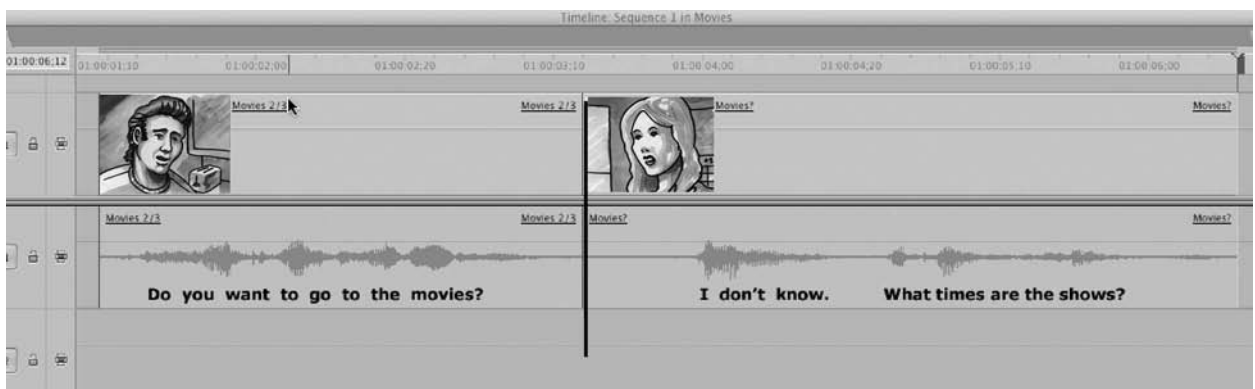 Timeline: Sequence 1 in Movies
01:00:06;12 01:00:01;10 01:00:02;00 01:00:02;20 01:00:03;10 01:00:04;00 01:00:04;20 01:00:05;10 01:00:06;00
Movies 2/3 Movies 2/3 Movies? Movies?
Movies 2/3 Movies 2/3 Movies? Movies?
Do you want to go to the movies? I don't know. What times are the shows?